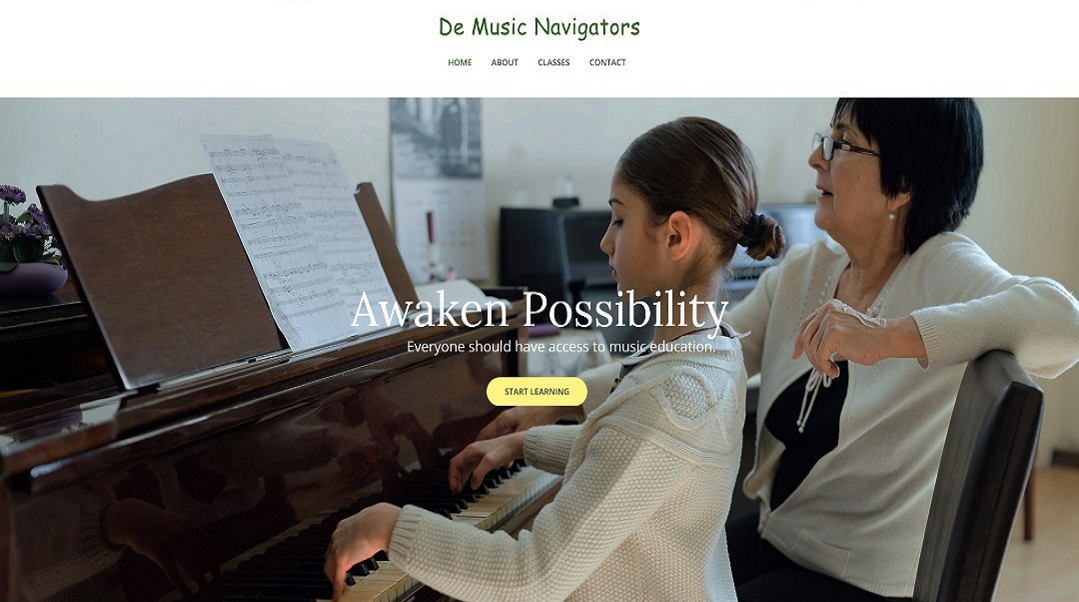 De Music Navigators
HOME ABOUT CLASSES CONTACT
Awaken Possibility
Everyone should have access to music education.
START LEARNING